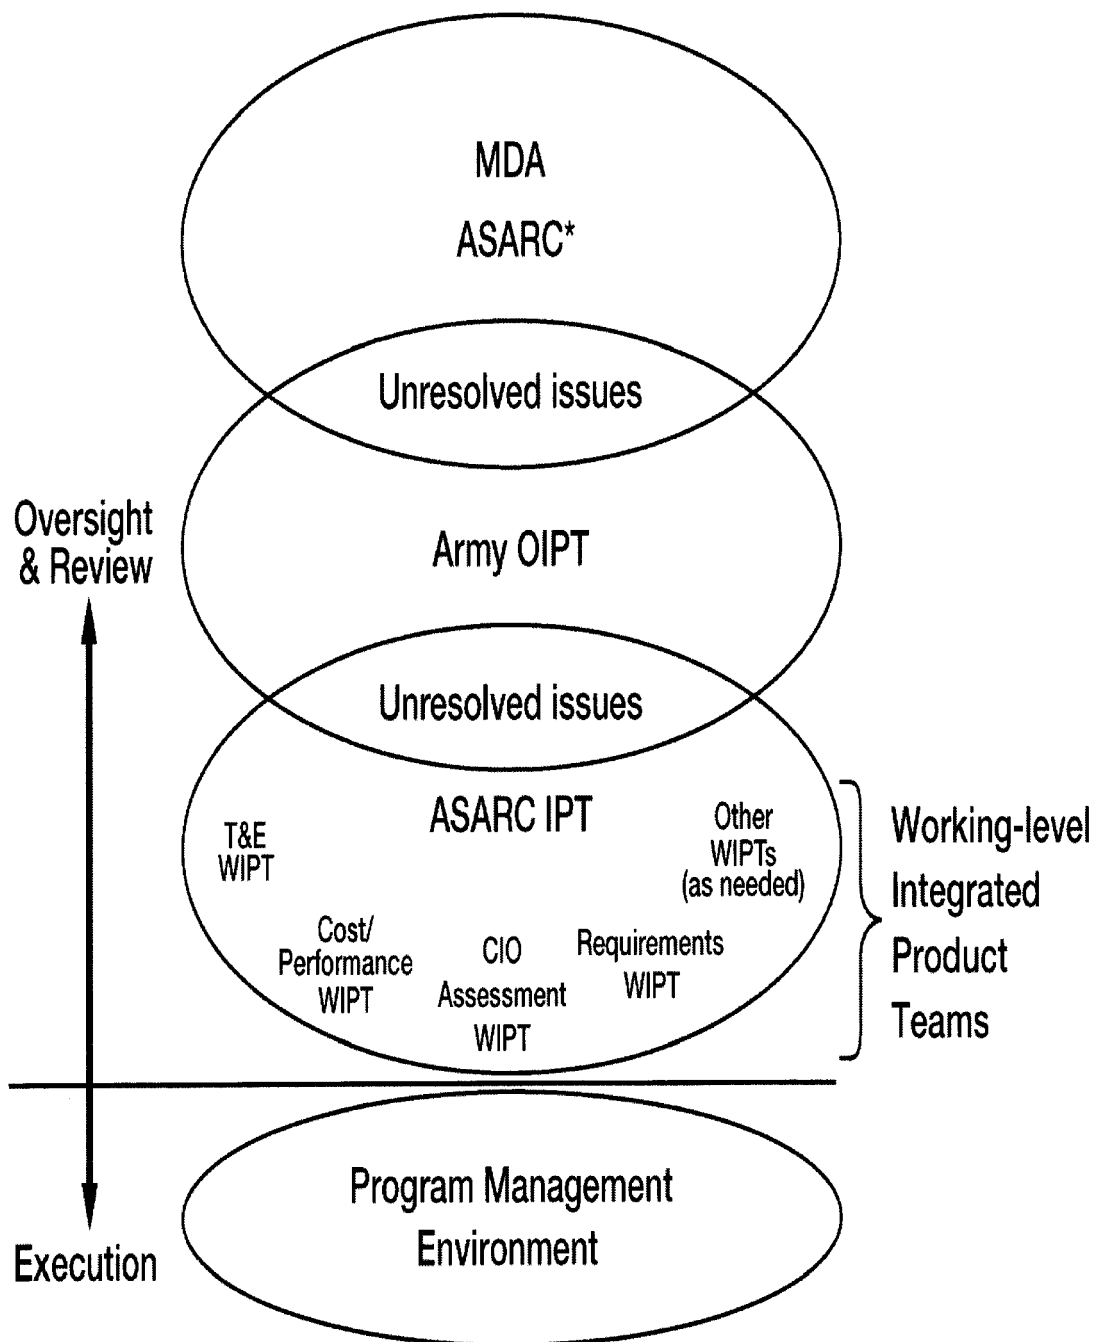 MDA
ASARC*
Unresolved issues
Oversight
& Review
Army OIPT
Unresolved issues
ASARC IPT
T&E
WIPT
Other
WIPTs
(as needed)
Cost/
Performance
WIPT
CIO
Assessment
WIPT
Requirements
WIPT
Working-level
Integrated
Product
Teams
Program Management
Environment
Execution